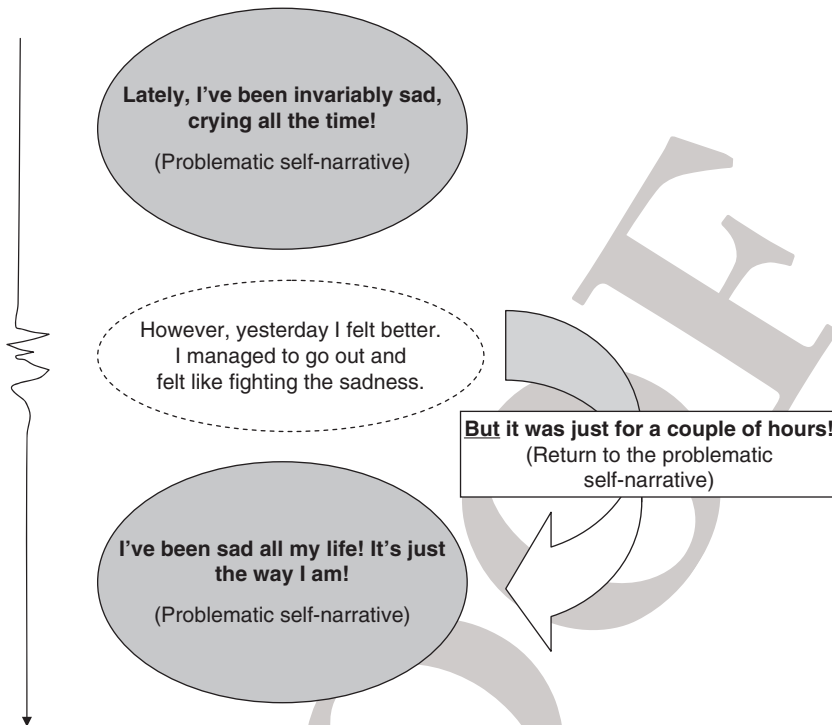 Lately, I've been invariably sad,
crying all the time!
(Problematic self-narrative)
However, yesterday I felt better.
I managed to go out and
felt like fighting the sadness.
But it was just for a couple of hours!
(Return to the problematic
self-narrative)
I've been sad all my life! It's just
the way I am!
(Problematic self-narrative)